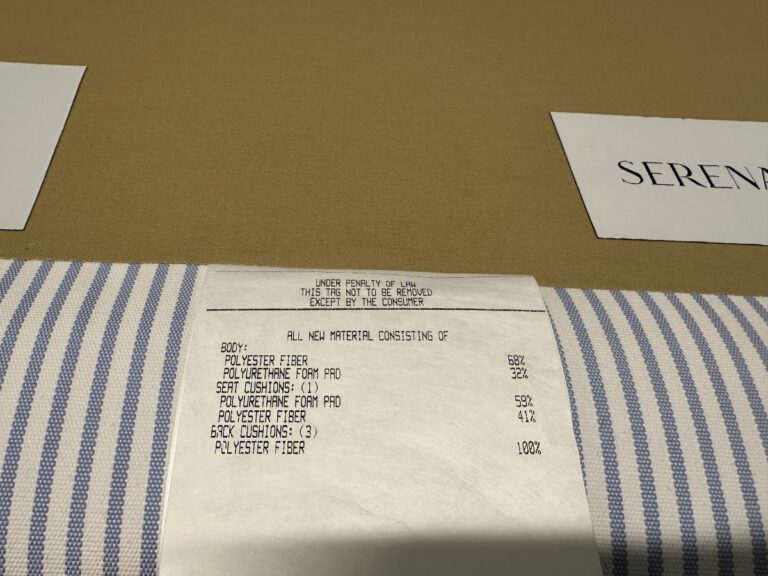 SERENA
UNDER PENALTY OF LAW
THIS TAG NOT TO BE REMOVED
EXCEPT BY THE CONSUMER
ALL NEW MATERIAL CONSISTING OF
BODY:
POLYESTER FIBER 68%
POLYURETHANE FOAM PAD 32%
SEAT CUSHIONS: (1)
POLYURETHANE FOAM PAD 59%
POLYESTER FIBER 41%
BACK CUSHIONS: (3)
POLYESTER FIBER 100%